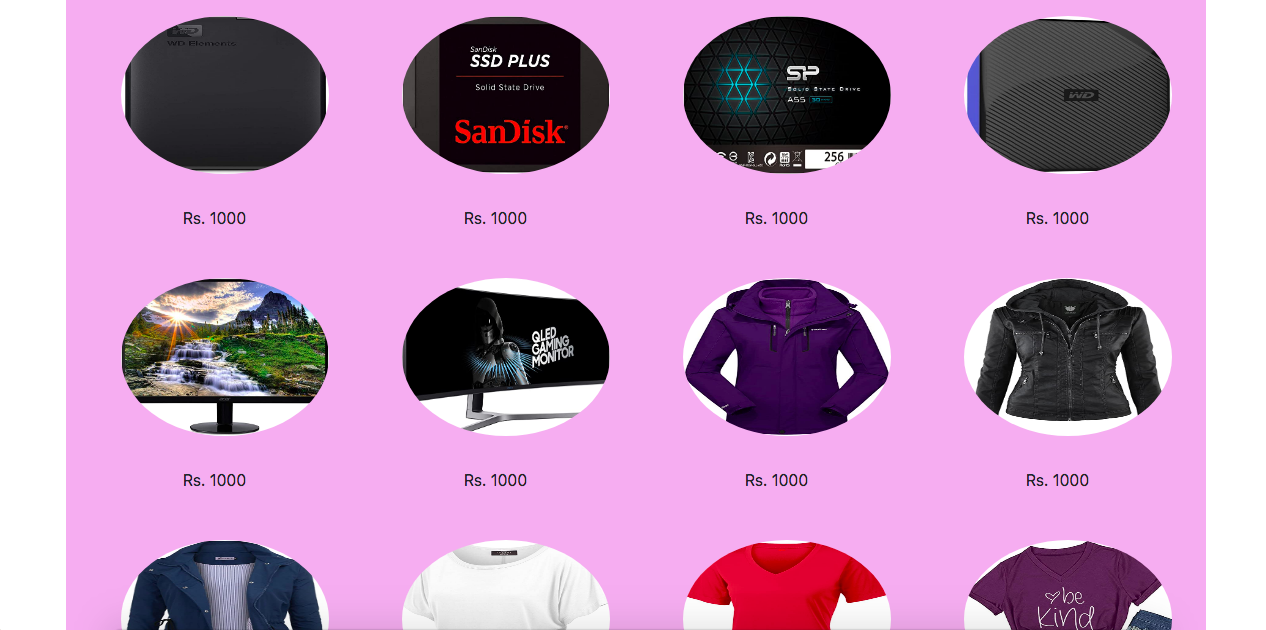 WD Elements
SanDisk
SSD PLUS
Solid State Drive
SanDisk
SP
SOLID STATE DRIVE
A55
256
WD
Rs. 1000
Rs. 1000
Rs. 1000
Rs. 1000
QLED
GAMING
MONITOR
Rs. 1000
Rs. 1000
Rs. 1000
Rs. 1000
be
kind